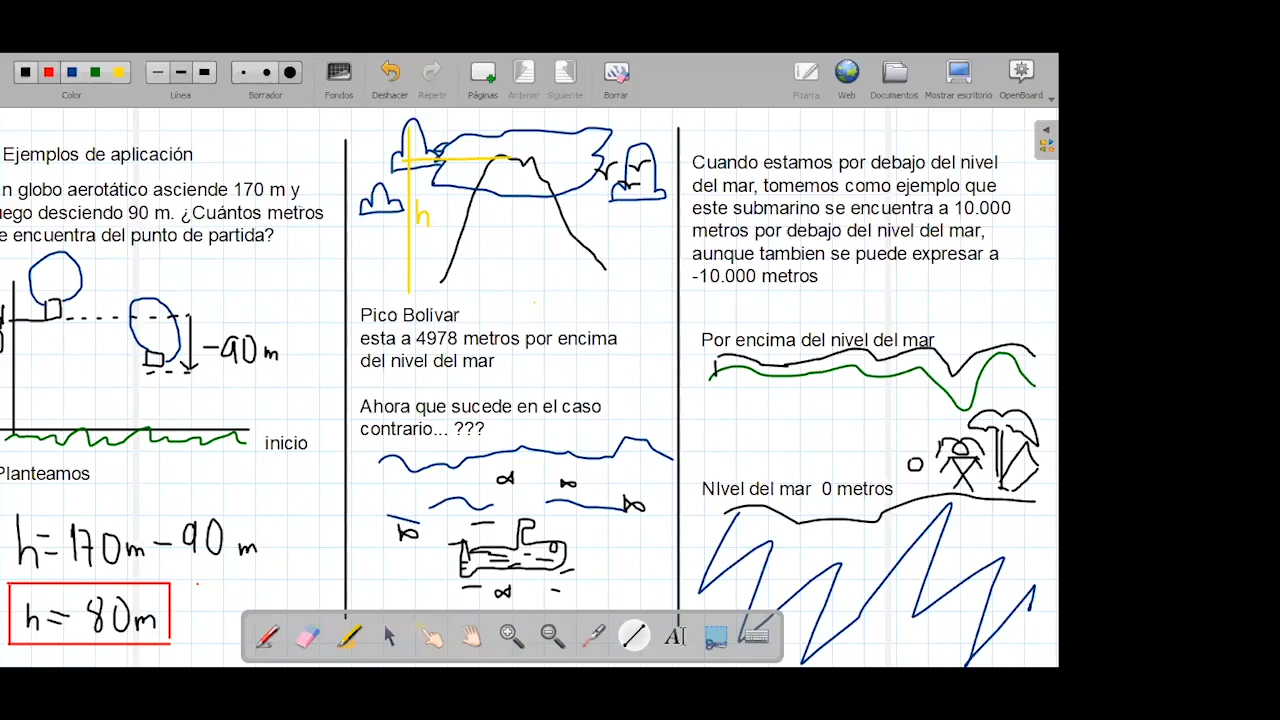 Color
Línea
Borrador
Fondos
Deshacer
Repetir
Páginas
Anterior
Siguiente
Borrar
Pizarra
Web
Documentos
Mostrar escritorio
OpenBoard
Ejemplos de aplicación
n globo aerotático asciende 170 m y
uego desciendo 90 m. ¿Cuántos metros
e encuentra del punto de partida?
-90 m
inicio
Planteamos
h= 170m - 90 m
h= 80m
h
Pico Bolivar
esta a 4978 metros por encima
del nivel del mar
Ahora que sucede en el caso
contrario... ???
Cuando estamos por debajo del nivel
del mar, tomemos como ejemplo que
este submarino se encuentra a 10.000
metros por debajo del nivel del mar,
aunque tambien se puede expresar a
-10.000 metros
Por encima del nivel del mar
NIvel del mar 0 metros